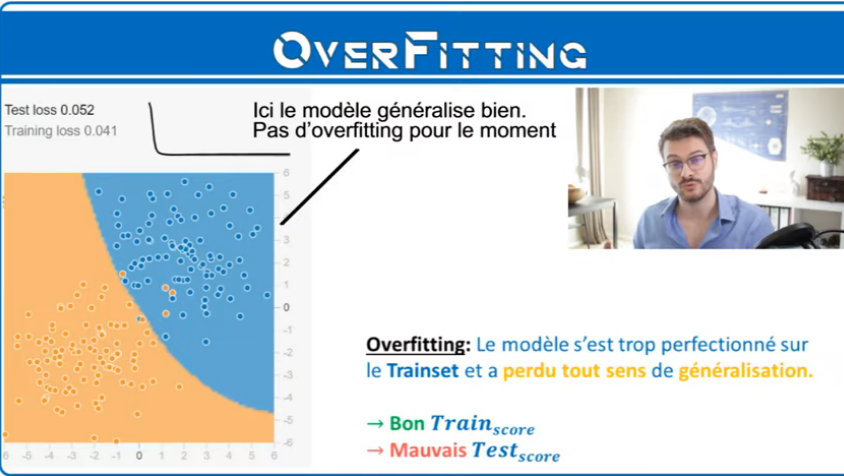 OVERFITTING
Test loss 0.052
Training loss 0.041
Ici le modèle généralise bien.
Pas d'overfitting pour le moment
6
5
3
2
1
0
-1
-2
-3
-4
-5
-6
-6 -5 -4 -3 -2 -1 0 1 2 3 4 5 6
Overfitting: Le modèle s'est trop perfectionné sur
le Trainset et a perdu tout sens de généralisation.
→ Bon Train score
→ Mauvais Test score